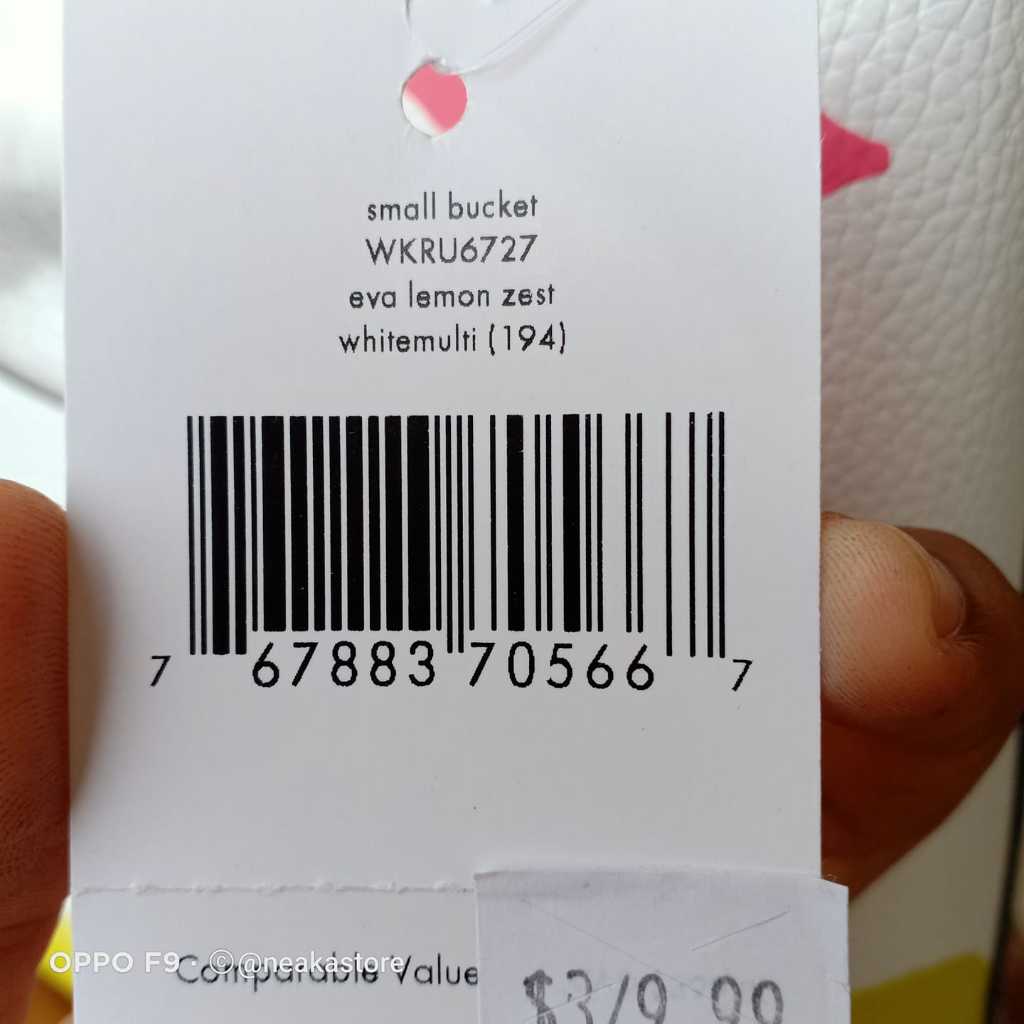 small bucket
WKRU6727
eva lemon zest
whitemulti (194)
7 67883 70566 7
Comparable Value
OPPO F9 · ©@neakastore